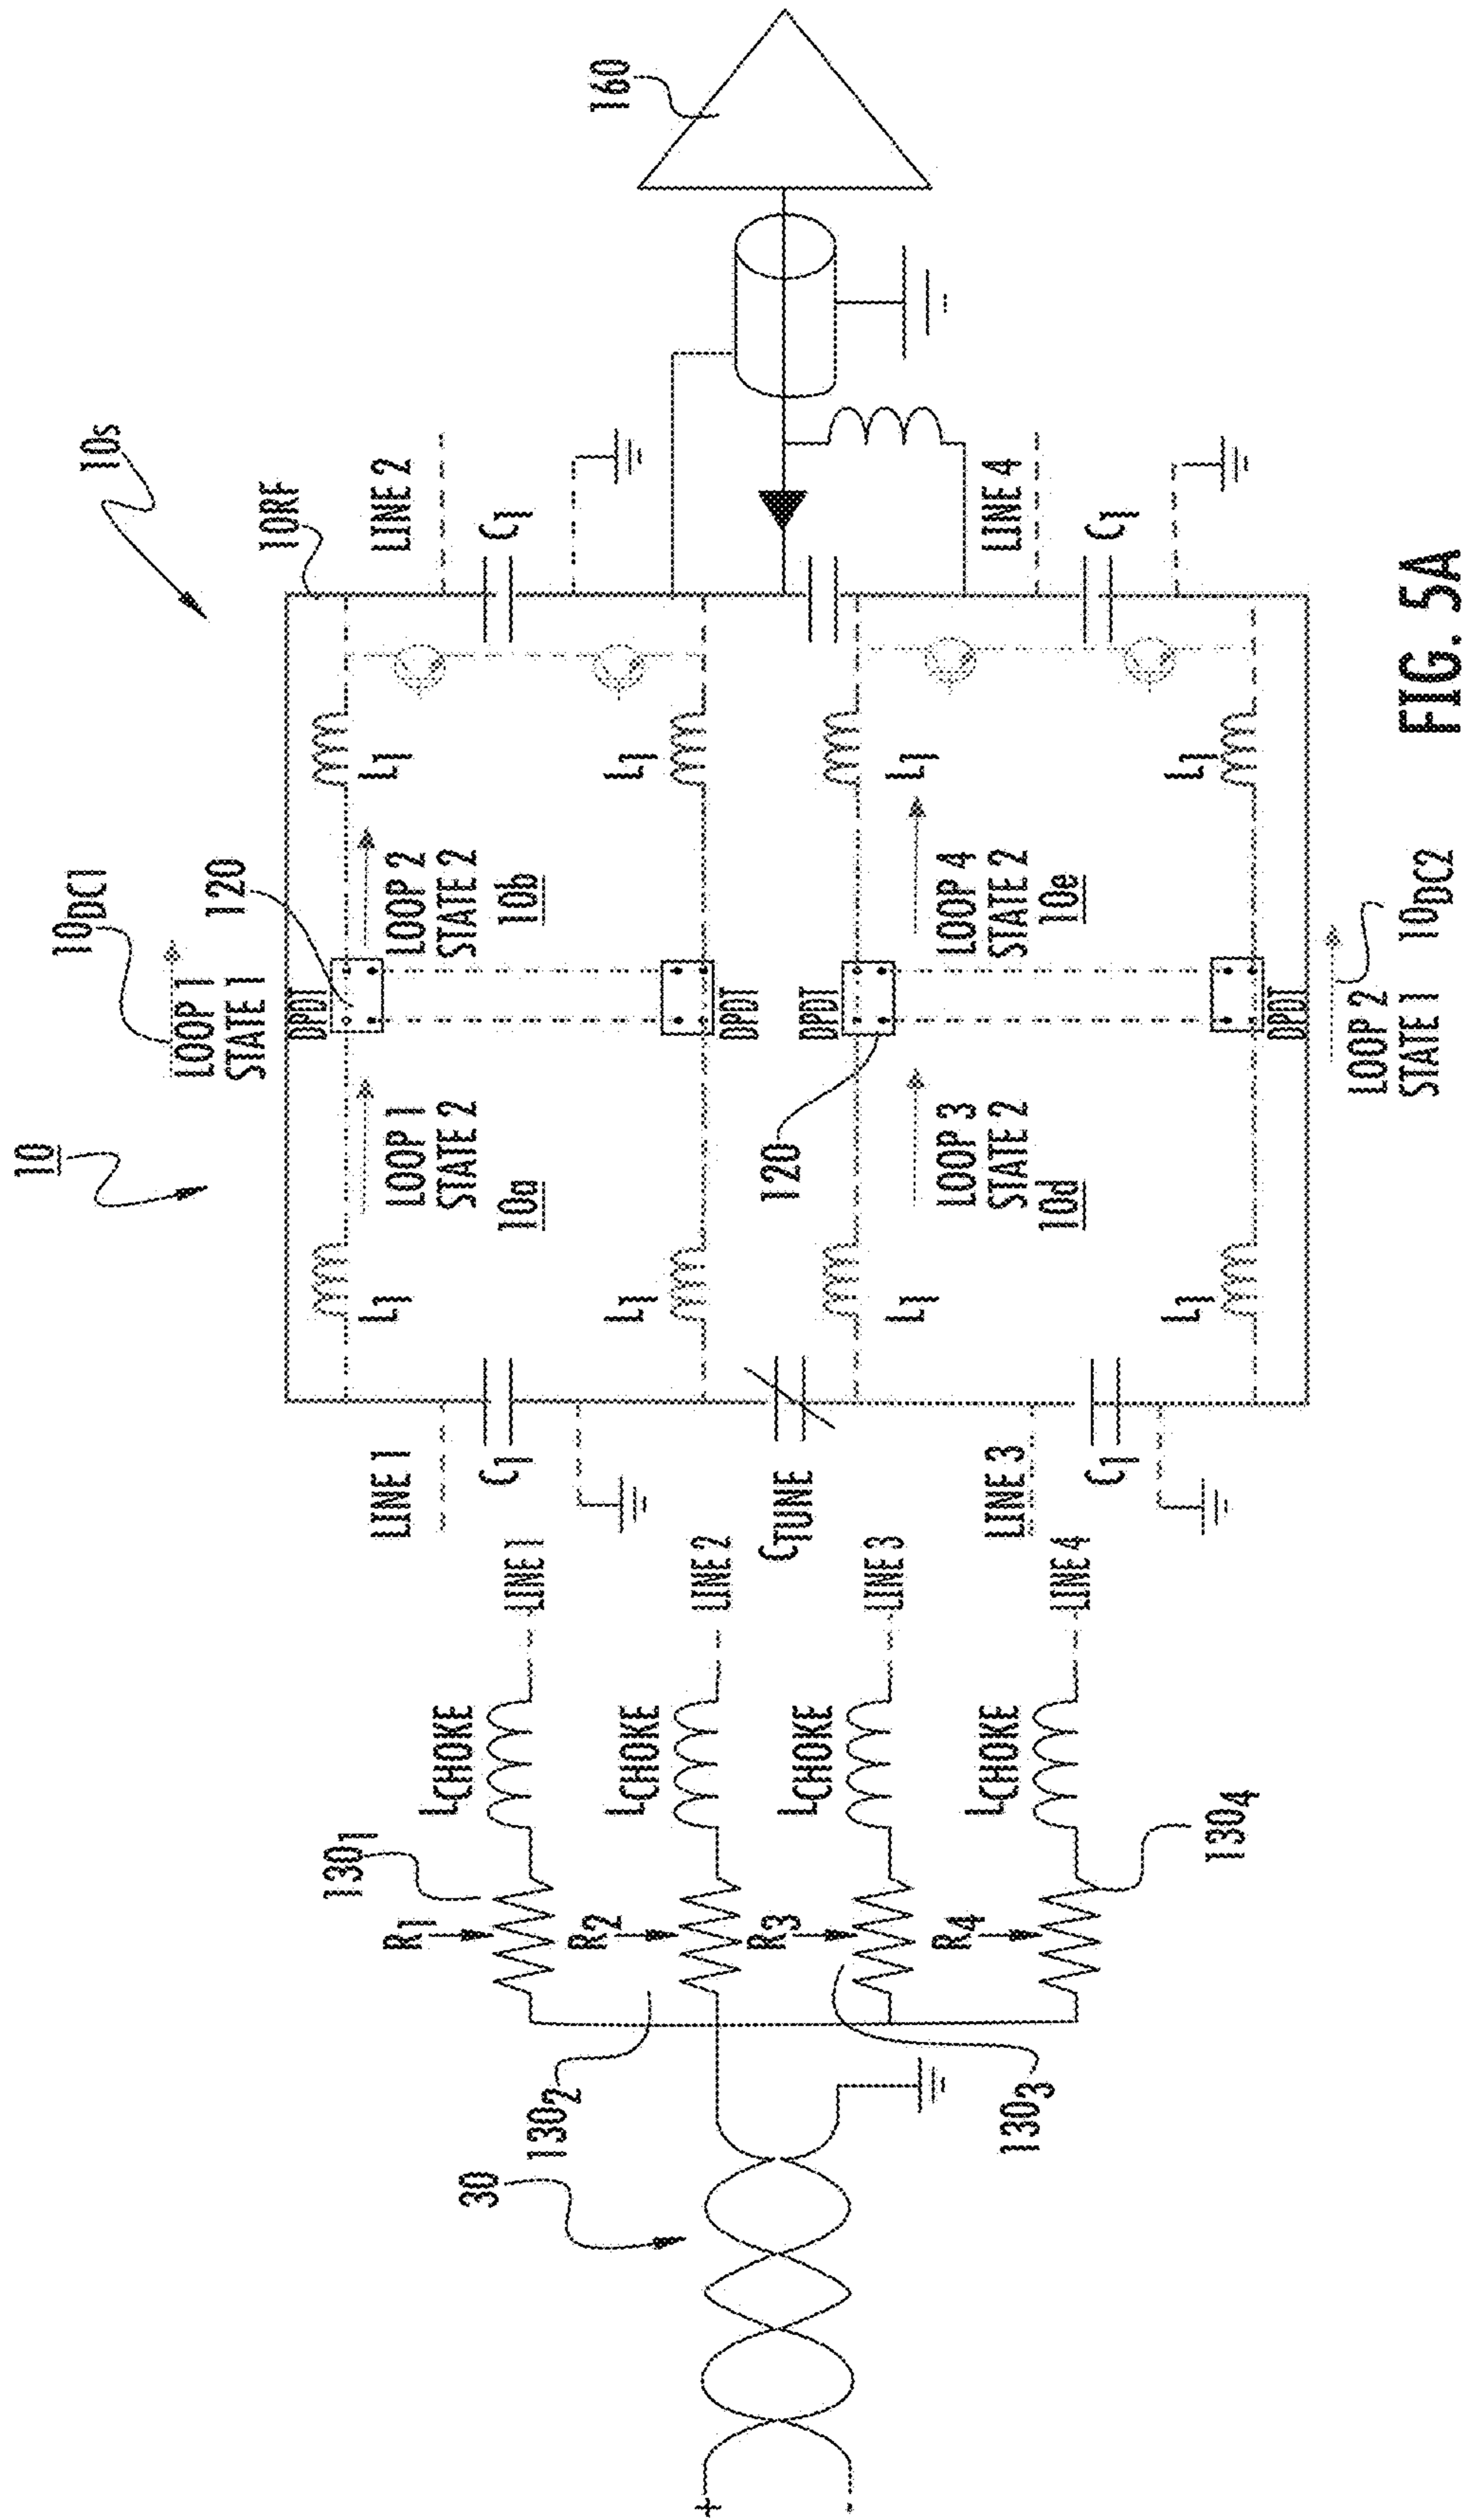 10
10S
10DC1
LOOP 1
STATE 1
120
10RF
DPDT
LINE 1
LINE 2
L1
L1
LOOP 1
STATE 2
10a
LOOP 2
STATE 2
10b
C1
C1
L1
L1
DPDT
160
CTUNE
120
DPDT
L1
L1
LOOP 3
STATE 2
10d
LOOP 4
STATE 2
10e
LINE 3
LINE 4
C1
C1
L1
L1
DPDT
LOOP 2
STATE 1
10DC2
30
+
-
1301
R1
LCHOKE
LINE 1
1302
R2
LCHOKE
LINE 2
R3
LCHOKE
LINE 3
1303
R4
LCHOKE
LINE 4
1304
FIG. 5A